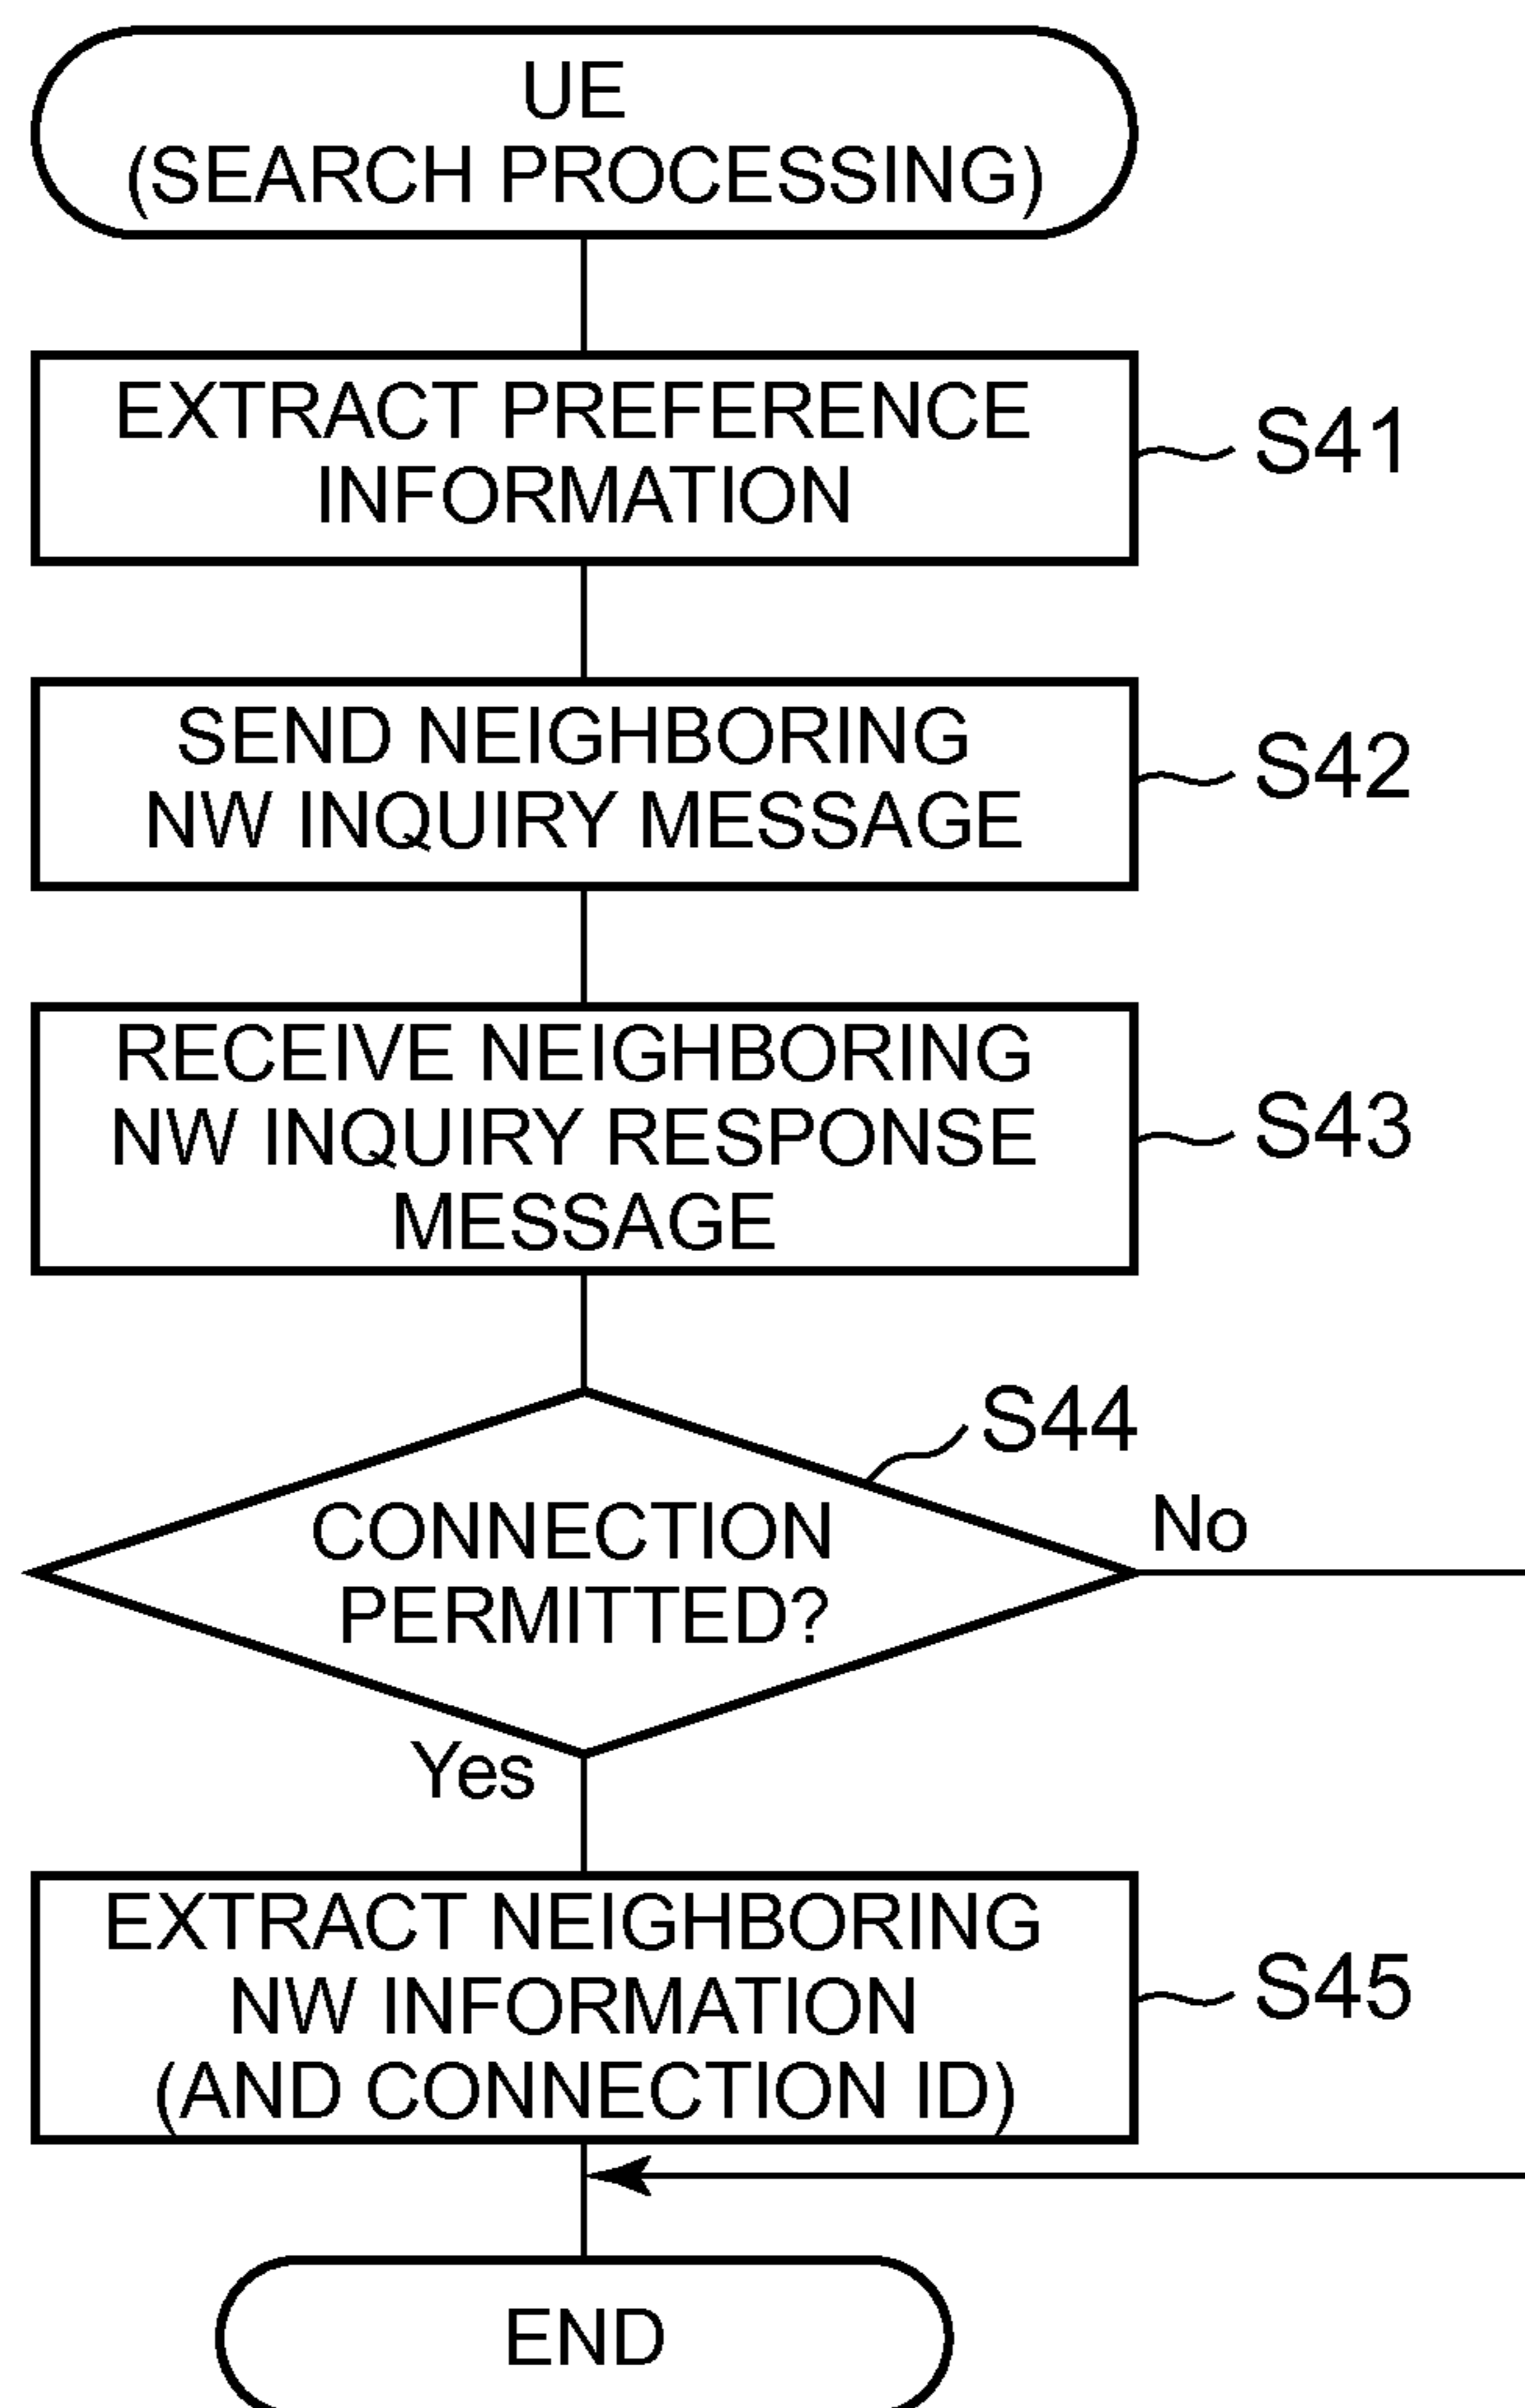 UE
(SEARCH PROCESSING)
EXTRACT PREFERENCE
INFORMATION
S41
SEND NEIGHBORING
NW INQUIRY MESSAGE
S42
RECEIVE NEIGHBORING
NW INQUIRY RESPONSE
MESSAGE
S43
S44
CONNECTION
PERMITTED?
No
Yes
EXTRACT NEIGHBORING
NW INFORMATION
(AND CONNECTION ID)
S45
END